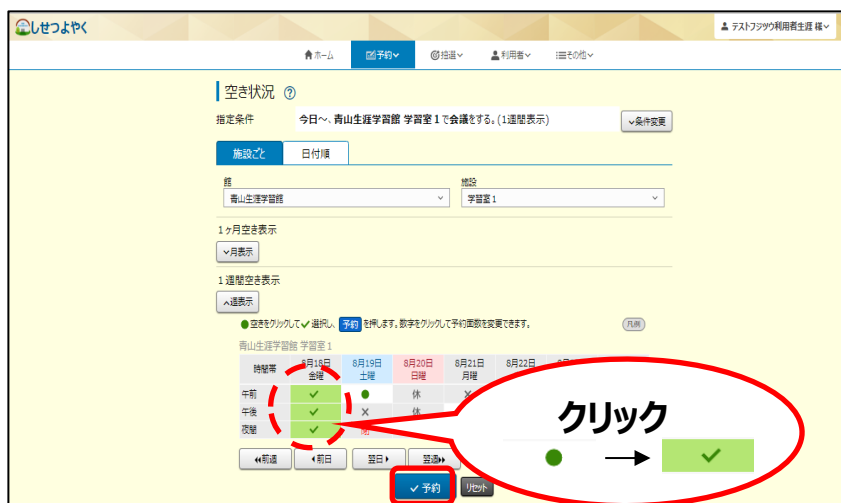 しせつよやく
テストフジツウ利用者生涯 様
ホーム 予約 抽選 利用者 その他
空き状況 ?
指定条件 今日～、青山生涯学習館 学習室１で会議をする。(1週間表示) 条件変更
施設ごと 日付順
館 施設
青山生涯学習館 学習室１
1ヶ月空き表示
月表示
1週間空き表示
週表示
●空きをクリックして✓選択し、予約を押します。数字をクリックして予約面数を変更できます。 凡例
青山生涯学習館 学習室１
時間帯 8月18日 8月19日 8月20日 8月21日 8月22日
金曜 土曜 日曜 月曜 火曜
午前 ✓ ● 休 ×
午後 ✓ × 休
夜間 ✓
クリック
● → ✓
前週 前日 翌日 翌週
✓予約 リセット